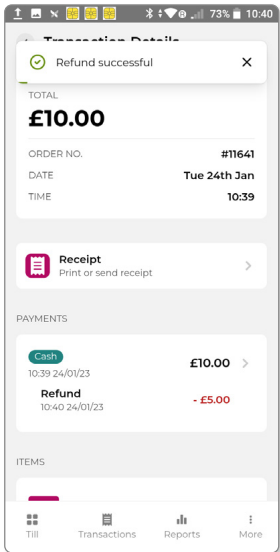 73% 10:40
Transaction Details
Refund successful
TOTAL
£10.00
ORDER NO. #11641
DATE Tue 24th Jan
TIME 10:39
Receipt
Print or send receipt
PAYMENTS
Cash £10.00
10:39 24/01/23
Refund - £5.00
10:40 24/01/23
ITEMS
Till Transactions Reports More